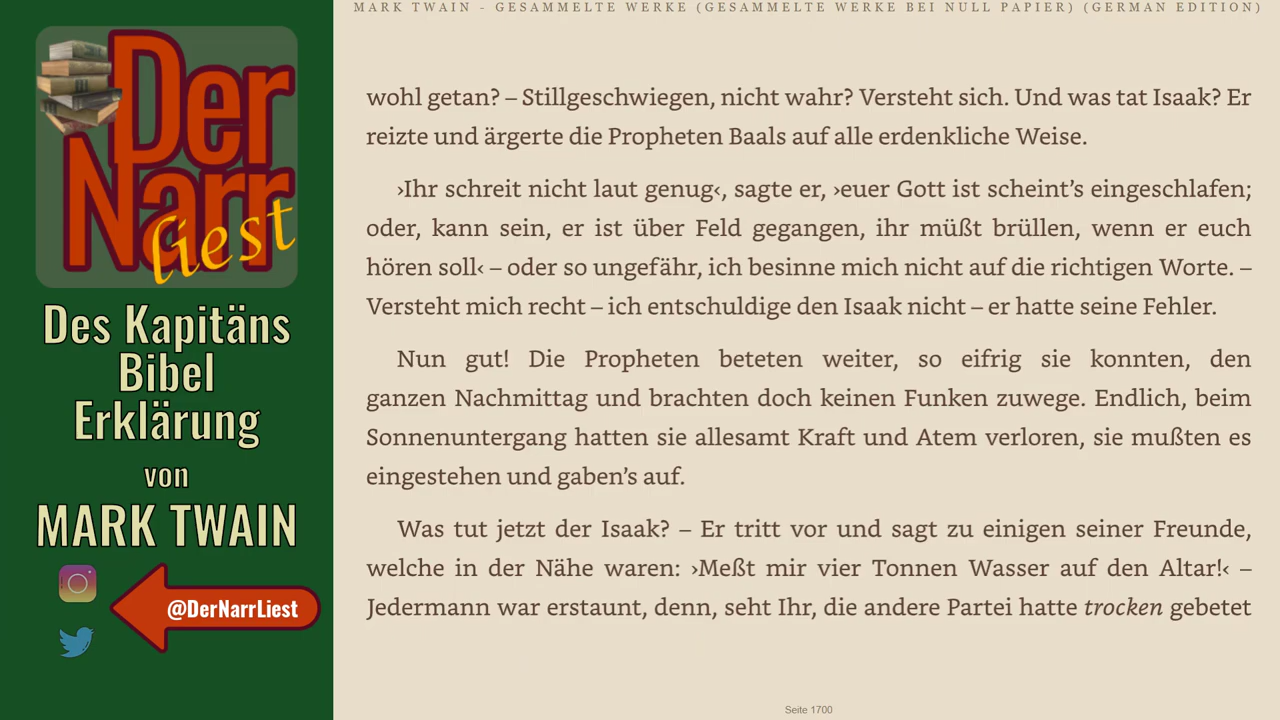 Der
Narr
liest
Des Kapitäns
Bibel
Erklärung
von
MARK TWAIN
@DerNarrLiest
MARK TWAIN – GESAMMELTE WERKE (GESAMMELTE WERKE BEI NULL PAPIER) (GERMAN EDITION)
wohl getan? – Stillgeschwiegen, nicht wahr? Versteht sich. Und was tat Isaak? Er
reizte und ärgerte die Propheten Baals auf alle erdenkliche Weise.
›Ihr schreit nicht laut genug‹, sagte er, ›euer Gott ist scheint’s eingeschlafen;
oder, kann sein, er ist über Feld gegangen, ihr müßt brüllen, wenn er euch
hören soll‹ – oder so ungefähr, ich besinne mich nicht auf die richtigen Worte. –
Versteht mich recht – ich entschuldige den Isaak nicht – er hatte seine Fehler.
Nun gut! Die Propheten beteten weiter, so eifrig sie konnten, den
ganzen Nachmittag und brachten doch keinen Funken zuwege. Endlich, beim
Sonnenuntergang hatten sie allesamt Kraft und Atem verloren, sie mußten es
eingestehen und gaben’s auf.
Was tut jetzt der Isaak? – Er tritt vor und sagt zu einigen seiner Freunde,
welche in der Nähe waren: ›Meßt mir vier Tonnen Wasser auf den Altar!‹ –
Jedermann war erstaunt, denn, seht Ihr, die andere Partei hatte trocken gebetet
Seite 1700